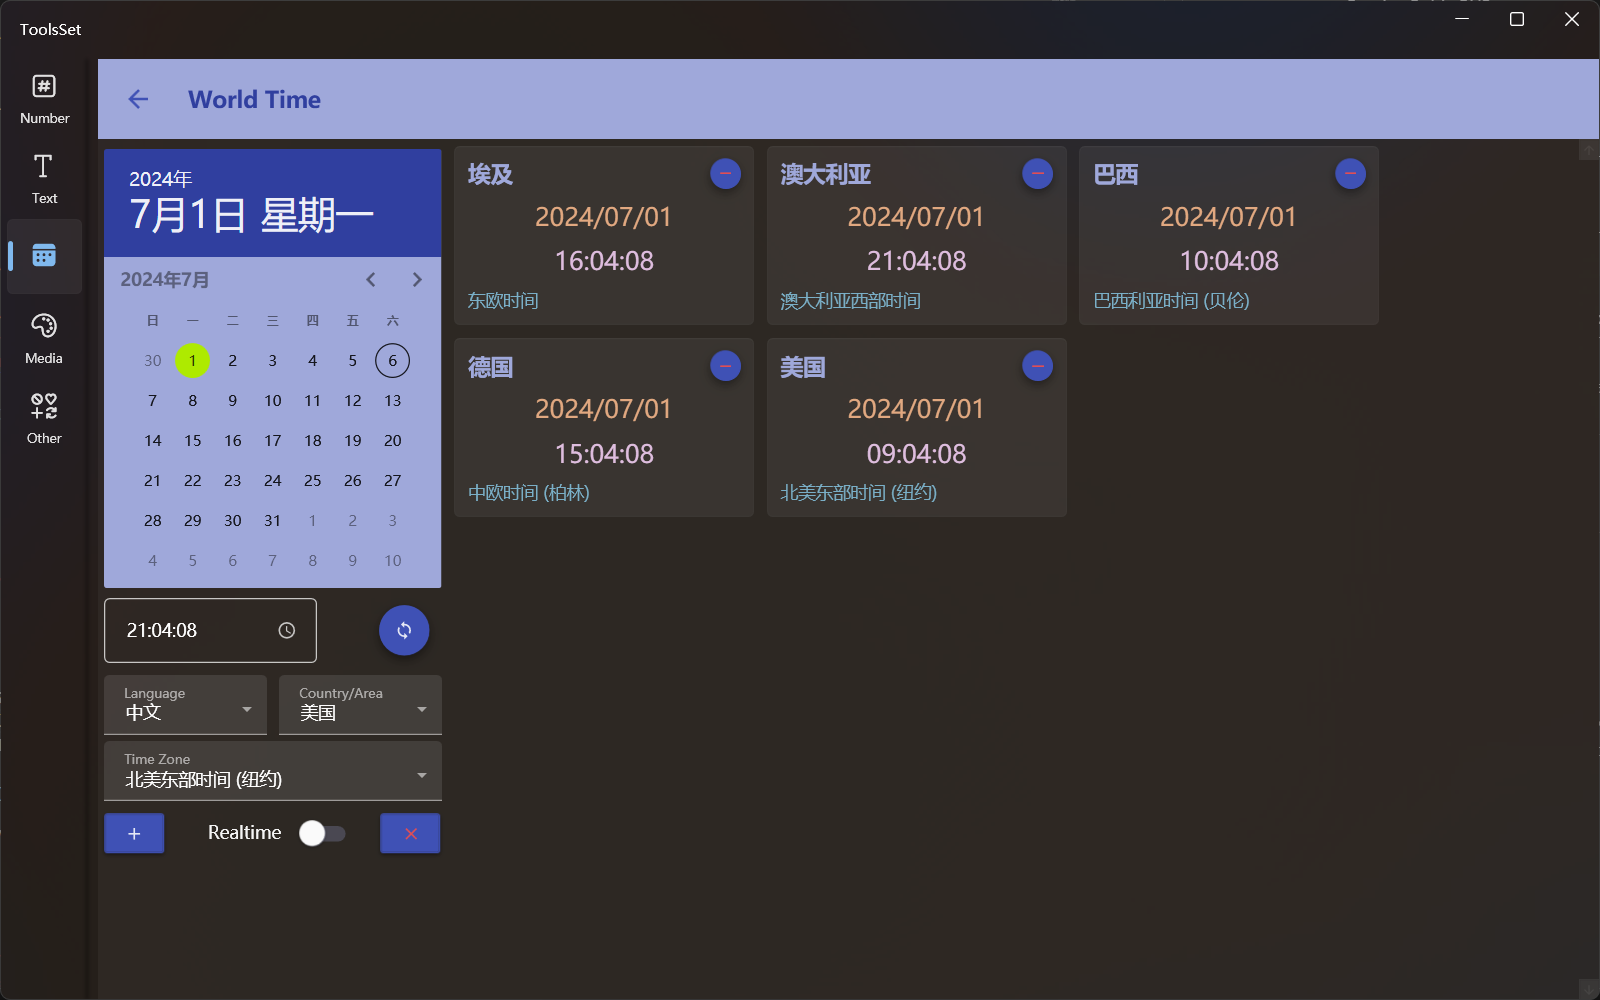 ToolsSet
Number
Text
Media
Other
World Time
2024年
7月1日 星期一
2024年7月
日 一 二 三 四 五 六
30 1 2 3 4 5 6
7 8 9 10 11 12 13
14 15 16 17 18 19 20
21 22 23 24 25 26 27
28 29 30 31 1 2 3
4 5 6 7 8 9 10
21:04:08
Language
中文
Country/Area
美国
Time Zone
北美东部时间 (纽约)
Realtime
埃及
2024/07/01
16:04:08
东欧时间
澳大利亚
2024/07/01
21:04:08
澳大利亚西部时间
巴西
2024/07/01
10:04:08
巴西利亚时间 (贝伦)
德国
2024/07/01
15:04:08
中欧时间 (柏林)
美国
2024/07/01
09:04:08
北美东部时间 (纽约)